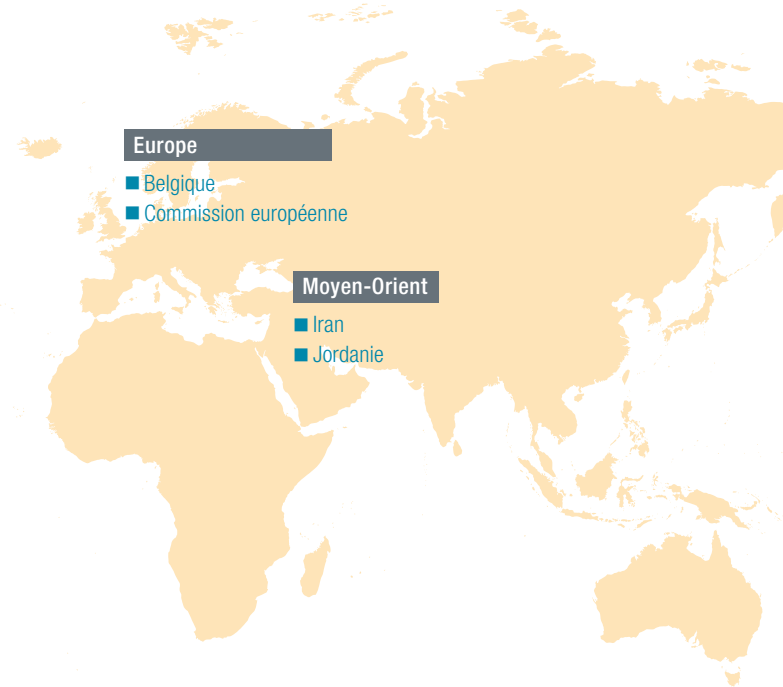 Europe
Belgique
Commission européenne
Moyen-Orient
Iran
Jordanie